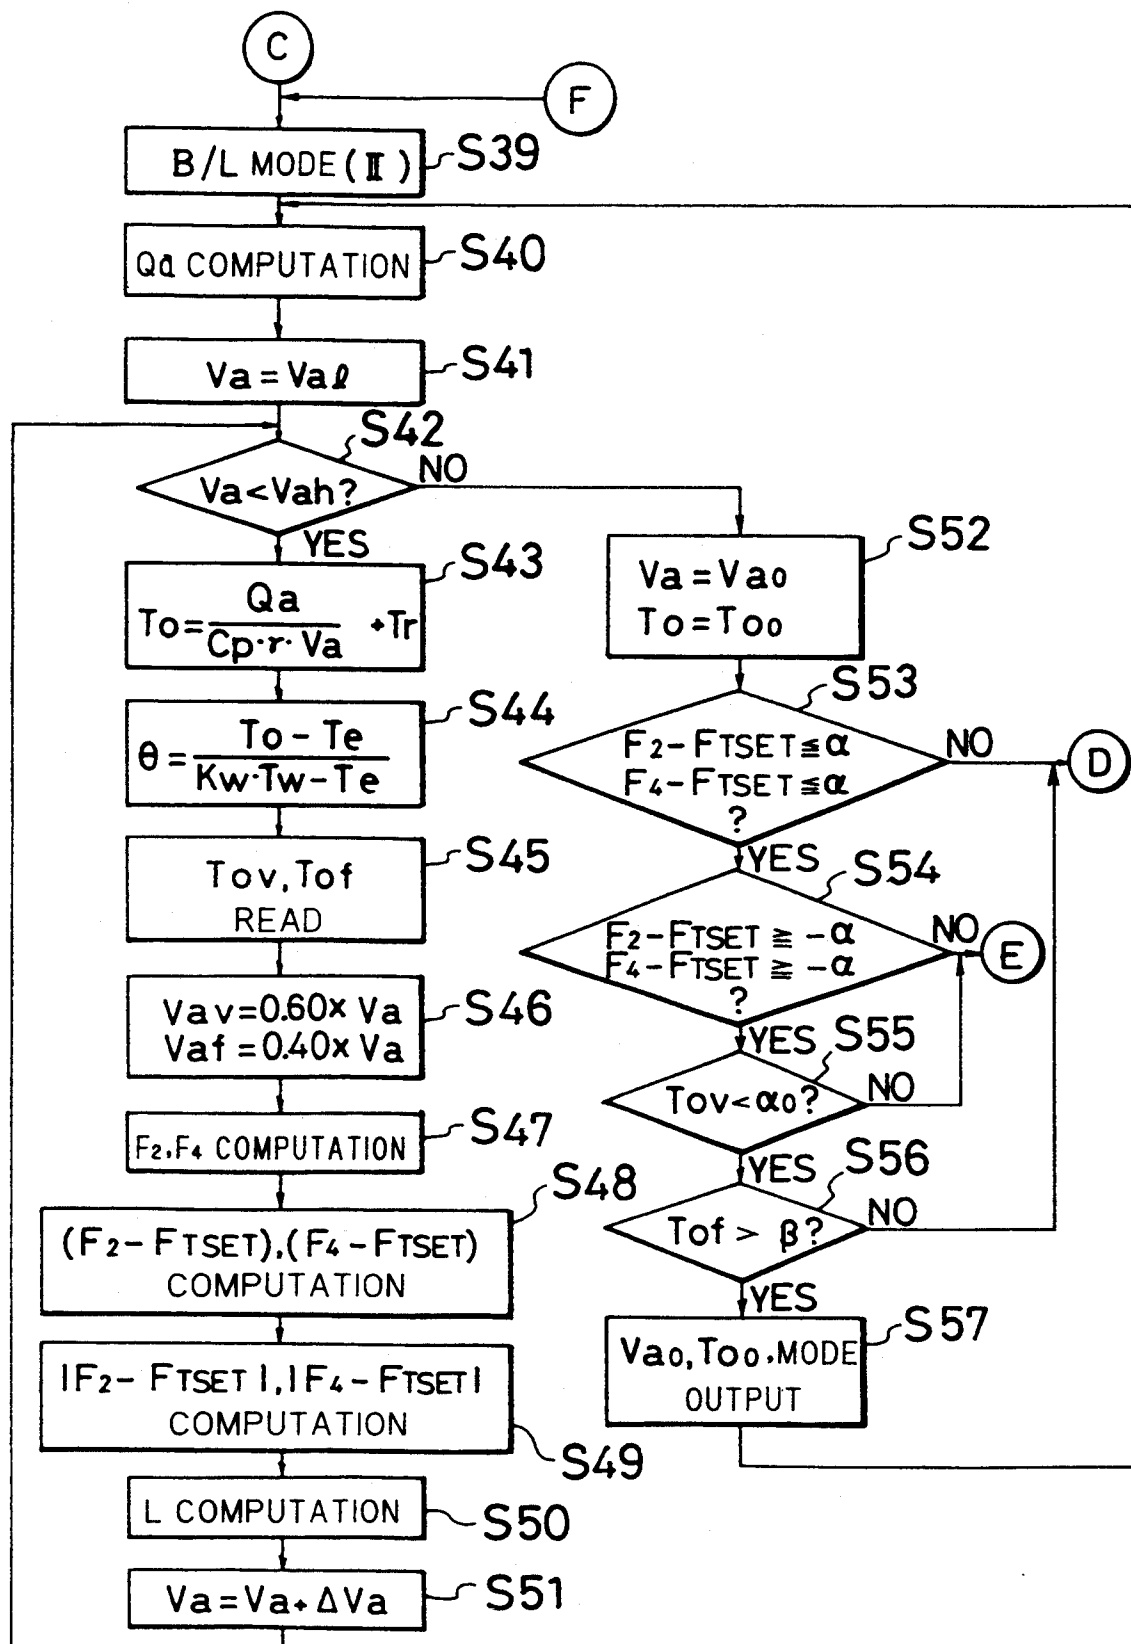 C
F
B/L MODE (Ⅱ)
S39
Qa COMPUTATION
S40
Va = Vaℓ
S41
S42
Va < Vah?
NO
YES
S43
To = Qa / Cp·r·Va + Tr
S44
θ = To - Te / Kw·Tw - Te
S45
Tov, Tof
READ
S46
Vav = 0.60 x Va
Vaf = 0.40 x Va
S47
F2, F4 COMPUTATION
S48
(F2 - FTSET), (F4 - FTSET)
COMPUTATION
|F2 - FTSET|, |F4 - FTSET|
COMPUTATION
S49
L COMPUTATION
S50
Va = Va + ΔVa
S51
S52
Va = Va0
To = To0
S53
F2 - FTSET ≦ α
F4 - FTSET ≦ α
?
NO
D
YES
S54
F2 - FTSET ≧ -α
F4 - FTSET ≧ -α
?
NO
E
YES
S55
Tov < α0?
NO
YES
S56
Tof > β?
NO
YES
S57
Va0, To0, MODE
OUTPUT